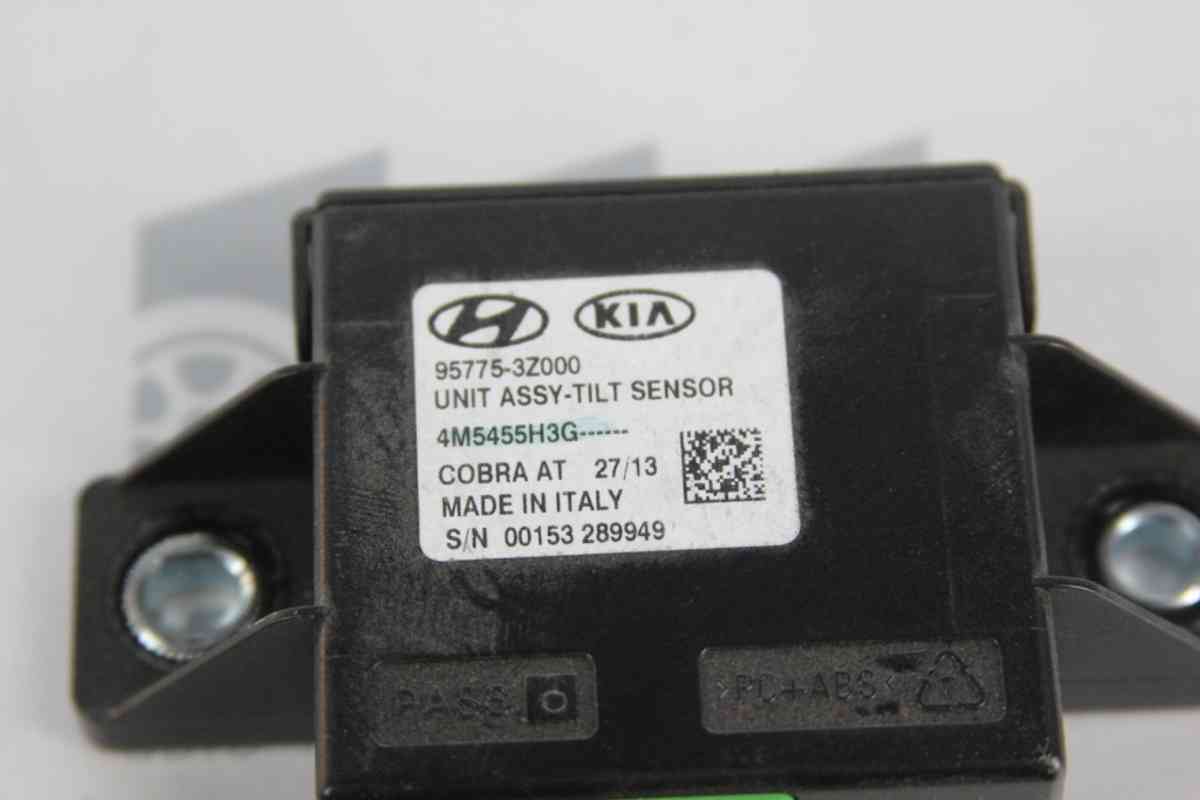 KIA
95775-3Z000
UNIT ASSY-TILT SENSOR
4M5455H3G------
COBRA AT 27/13
MADE IN ITALY
S/N 00153 289949
PASS
>PC+ABS<